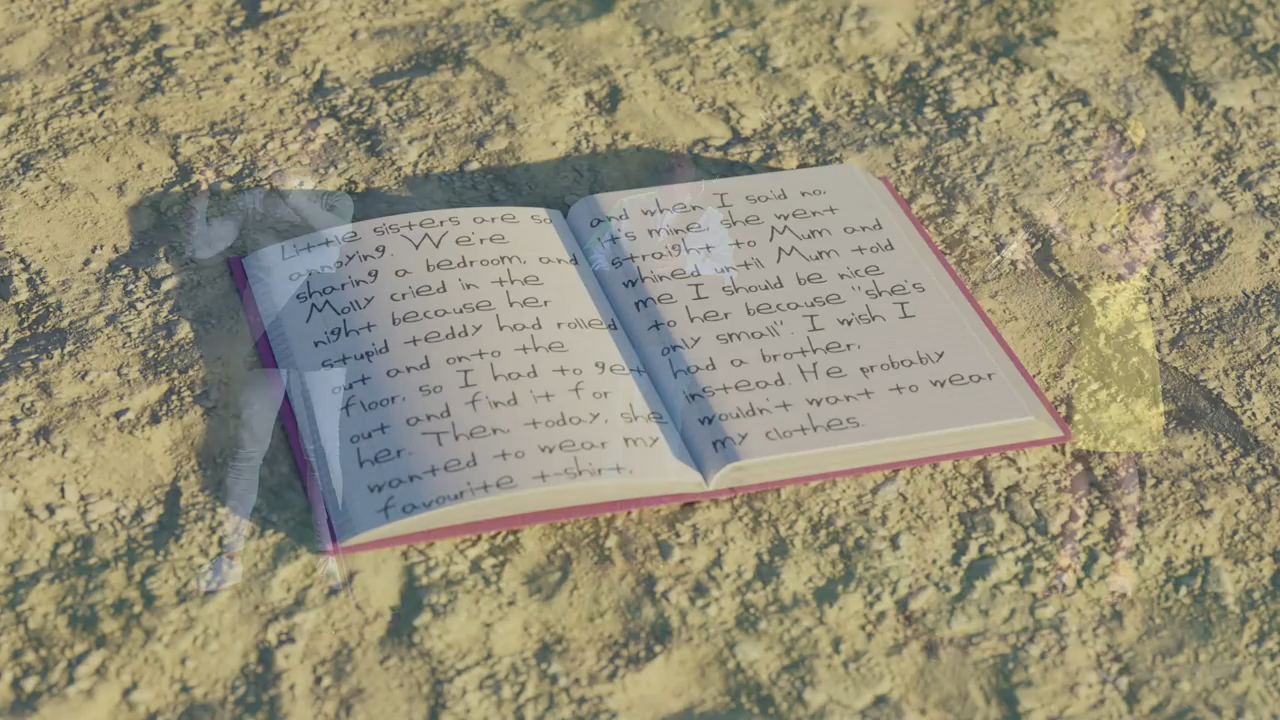 Little sisters are so
annoying. We're
sharing a bedroom, and
Molly cried in the
night because her
stupid teddy had rolled
out and onto the
floor, so I had to get
out and find it for
her. Then today, she
wanted to wear my
favourite t-shirt.
and when I said no,
it's mine, she went
straight to Mum and
whined until Mum told
me I should be nice
to her because "she's
only small". I wish I
had a brother,
instead. He probably
wouldn't want to wear
my clothes.